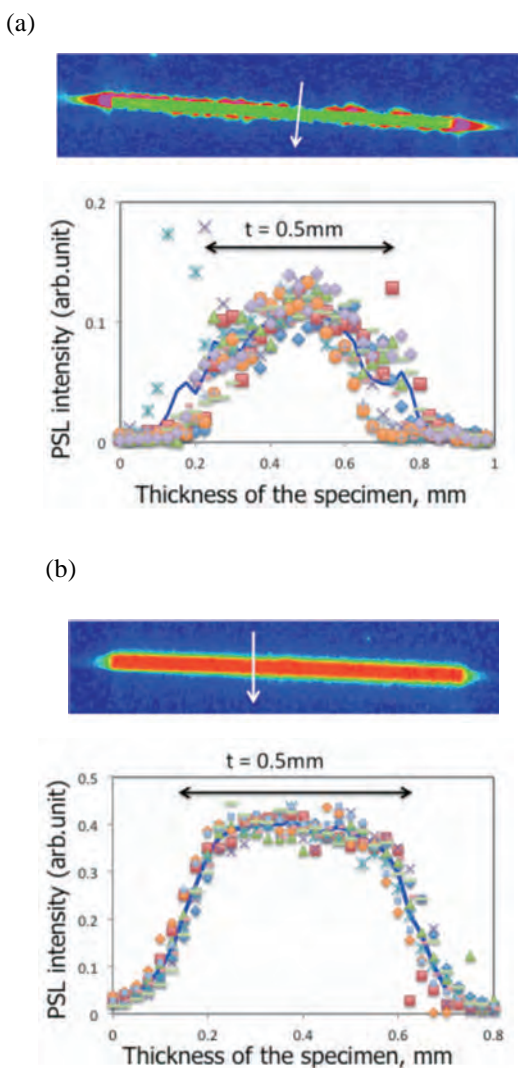 (a)
0.2
t = 0.5mm
0.1
PSL intensity (arb.unit)
0
0 0.2 0.4 0.6 0.8 1
Thickness of the specimen, mm
(b)
t = 0.5mm
0.5
0.4
0.3
0.2
0.1
0
PSL intensity (arb.unit)
0.0 0.2 0.4 0.6 0.8
Thickness of the specimen, mm